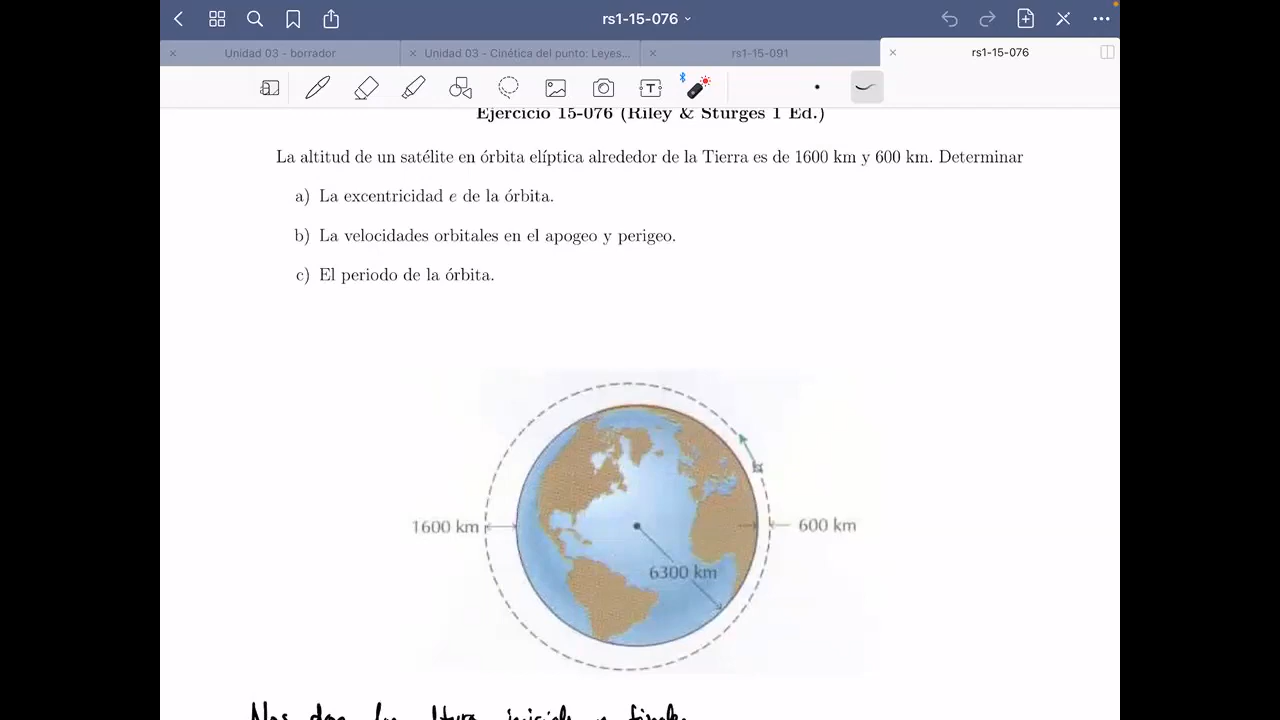 rs1-15-076
Unidad 03 - borrador
Unidad 03 - Cinética del punto: Leyes...
rs1-15-091
rs1-15-076
Ejercicio 15-076 (Riley & Sturges 1 Ed.)
La altitud de un satélite en órbita elíptica alrededor de la Tierra es de 1600 km y 600 km. Determinar
a) La excentricidad e de la órbita.
b) La velocidades orbitales en el apogeo y perigeo.
c) El periodo de la órbita.
1600 km
600 km
6300 km
Nos dan